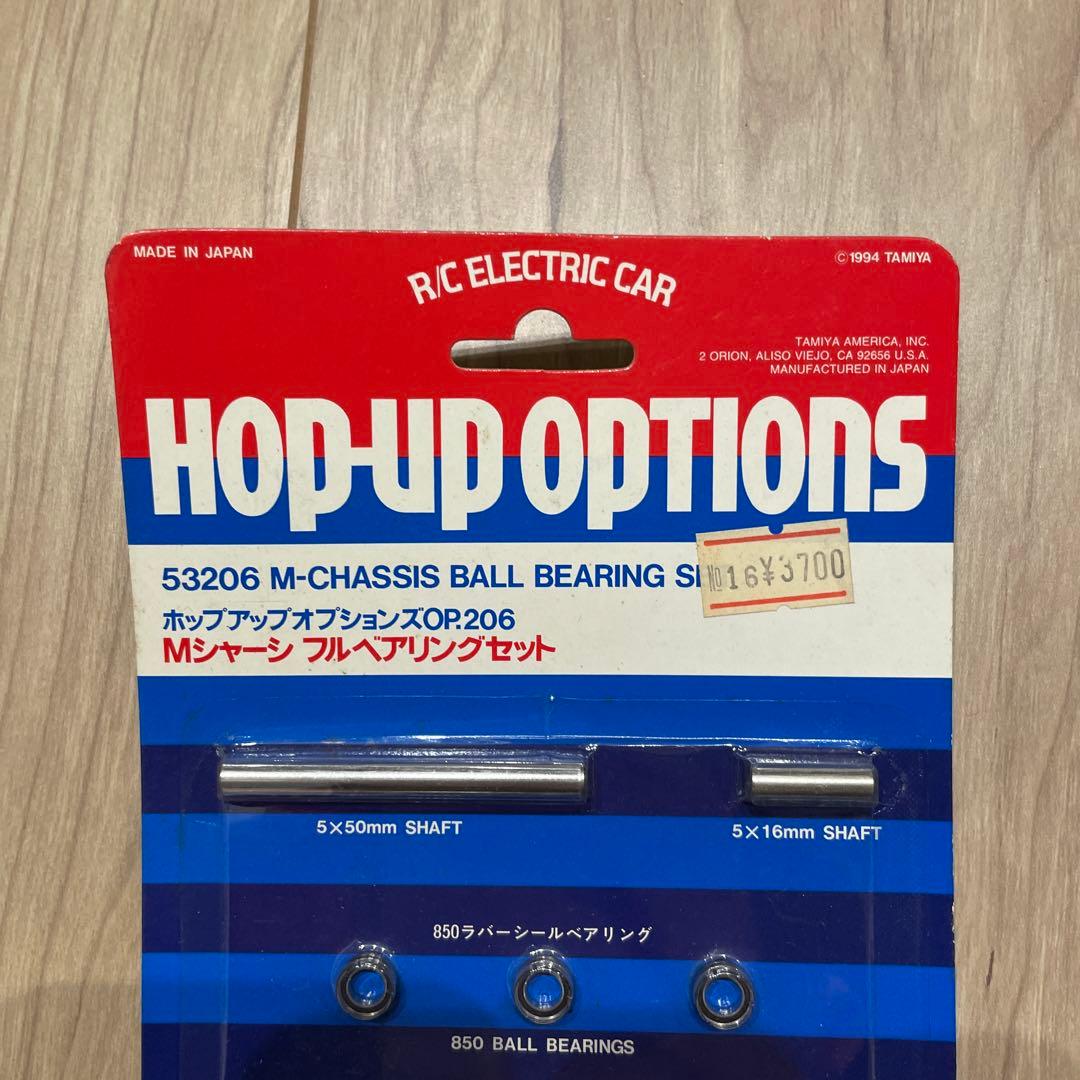 MADE IN JAPAN
©1994 TAMIYA
R/C ELECTRIC CAR
TAMIYA AMERICA, INC.
2 ORION, ALISO VIEJO, CA 92656 U.S.A.
MANUFACTURED IN JAPAN
HOP-UP OPTIONS
53206 M-CHASSIS BALL BEARING
№16¥3700
ホップアップオプションズOP.206
Mシャーシ フルベアリングセット
5×50mm SHAFT
5×16mm SHAFT
850ラバーシールベアリング
850 BALL BEARINGS